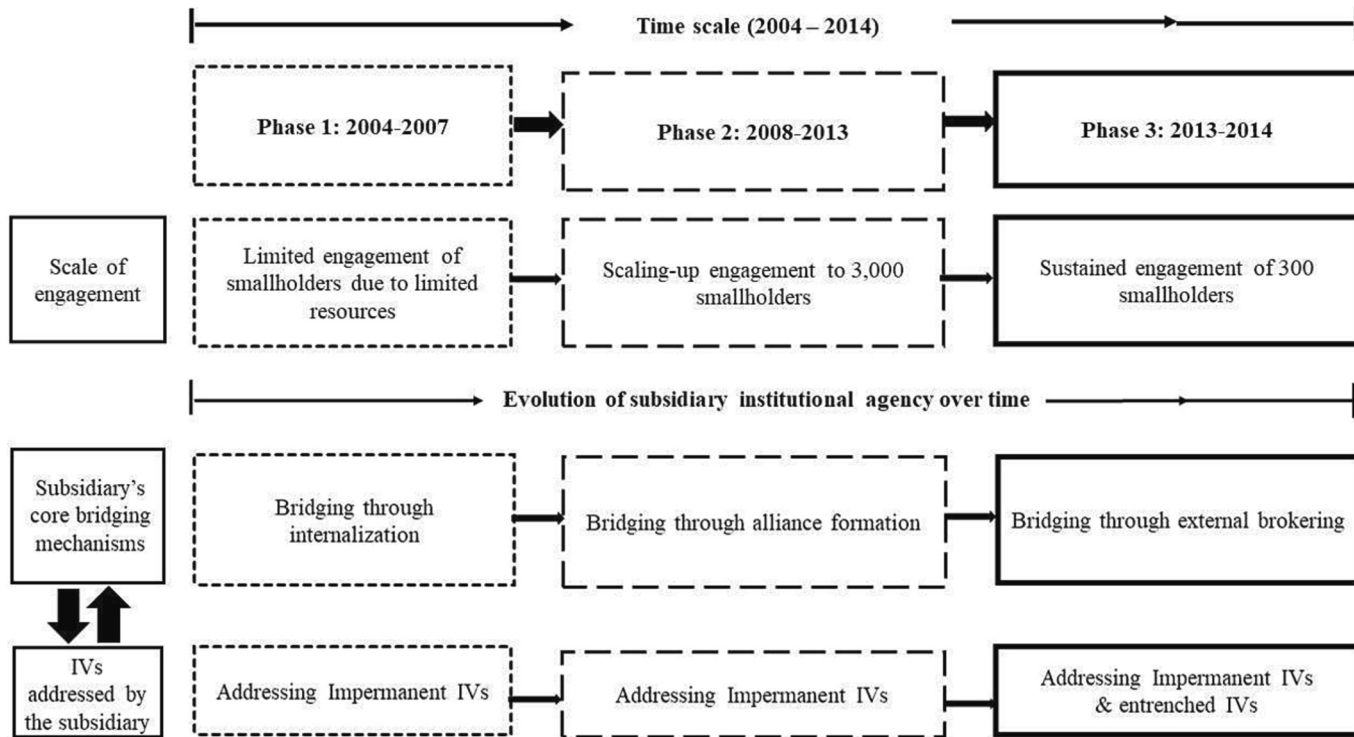 Time scale (2004 – 2014)
Phase 1: 2004-2007
Phase 2: 2008-2013
Phase 3: 2013-2014
Scale of
engagement
Limited engagement of
smallholders due to limited
resources
Scaling-up engagement to 3,000
smallholders
Sustained engagement of 300
smallholders
Evolution of subsidiary institutional agency over time
Subsidiary's
core bridging
mechanisms
Bridging through
internalization
Bridging through alliance formation
Bridging through external brokering
IVs
addressed by
the subsidiary
Addressing Impermanent IVs
Addressing Impermanent IVs
Addressing Impermanent IVs
& entrenched IVs